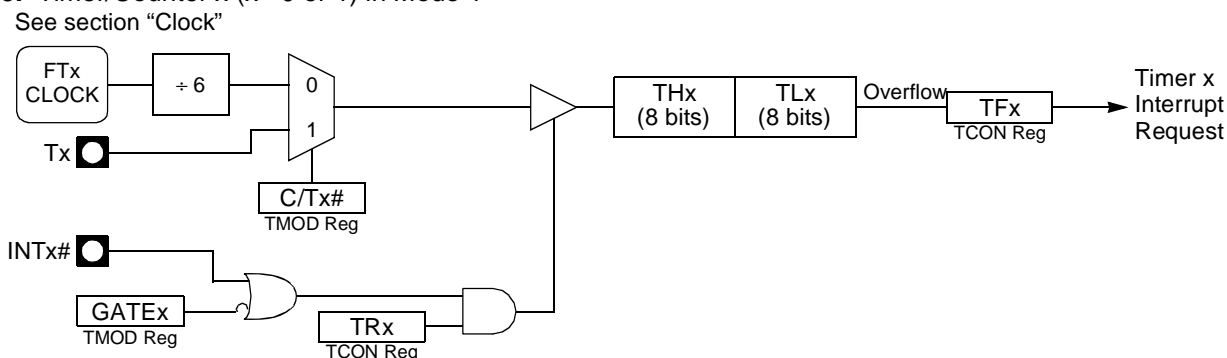 Timer/Counter x (x = 0 or 1) in Mode 1
See section “Clock”
FTx
CLOCK
÷ 6
0
1
Tx
C/Tx#
TMOD Reg
THx
(8 bits)
TLx
(8 bits)
Overflow
TFx
TCON Reg
Timer x
Interrupt
Request
INTx#
GATEx
TMOD Reg
TRx
TCON Reg